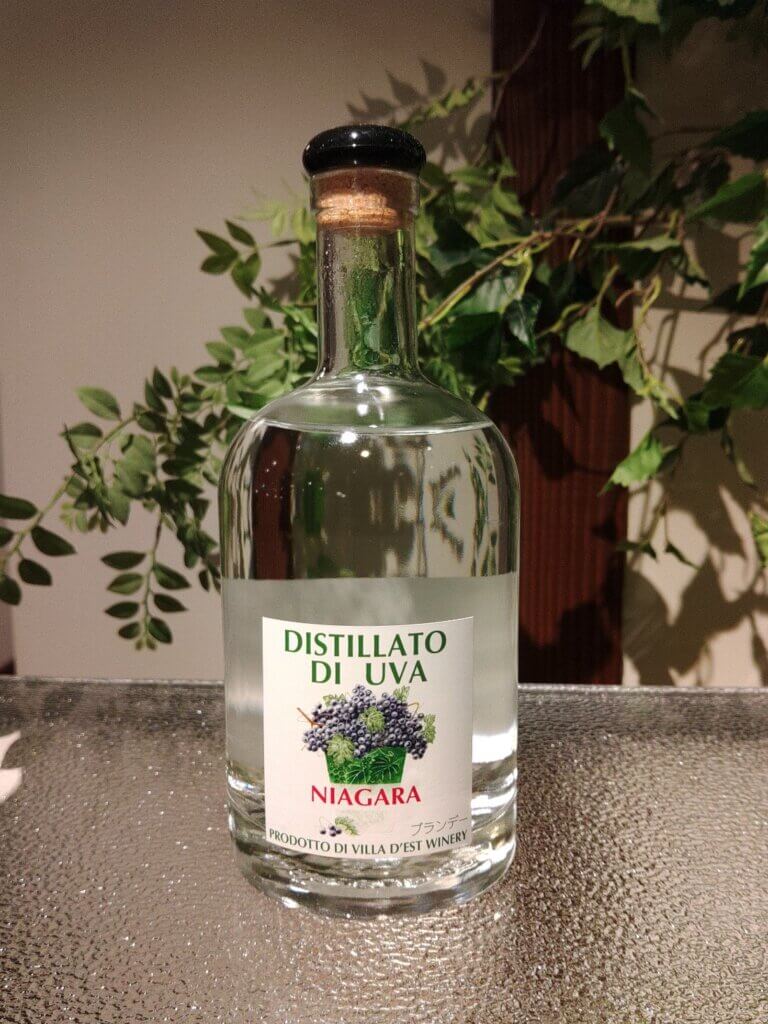 DISTILLATO
DI UVA
NIAGARA
ブランデー
PRODOTTO DI VILLA D'EST WINERY